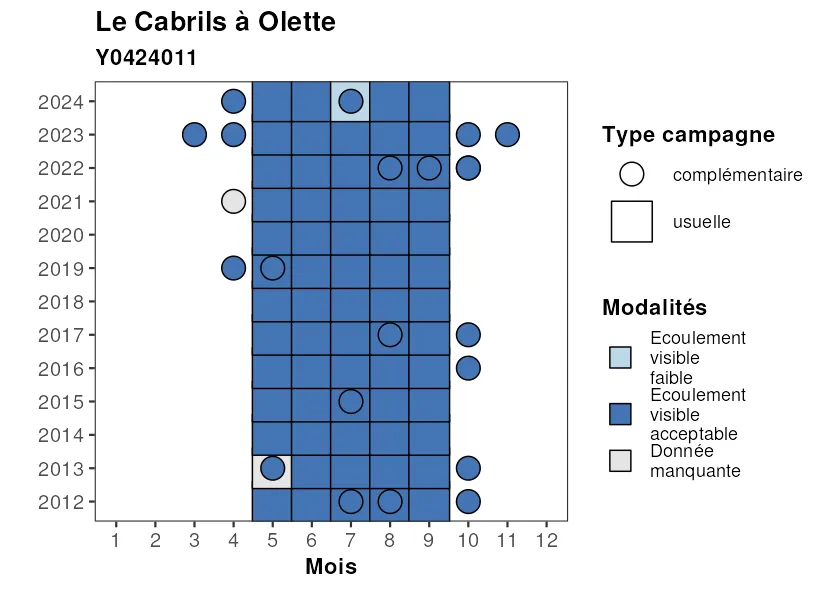 Le Cabrils à Olette
Y0424011
2024
2023
2022
2021
2020
2019
2018
2017
2016
2015
2014
2013
2012
1 2 3 4 5 6 7 8 9 10 11 12
Mois
Type campagne
complémentaire
usuelle
Modalités
Ecoulement
visible
faible
Ecoulement
visible
acceptable
Donnée
manquante